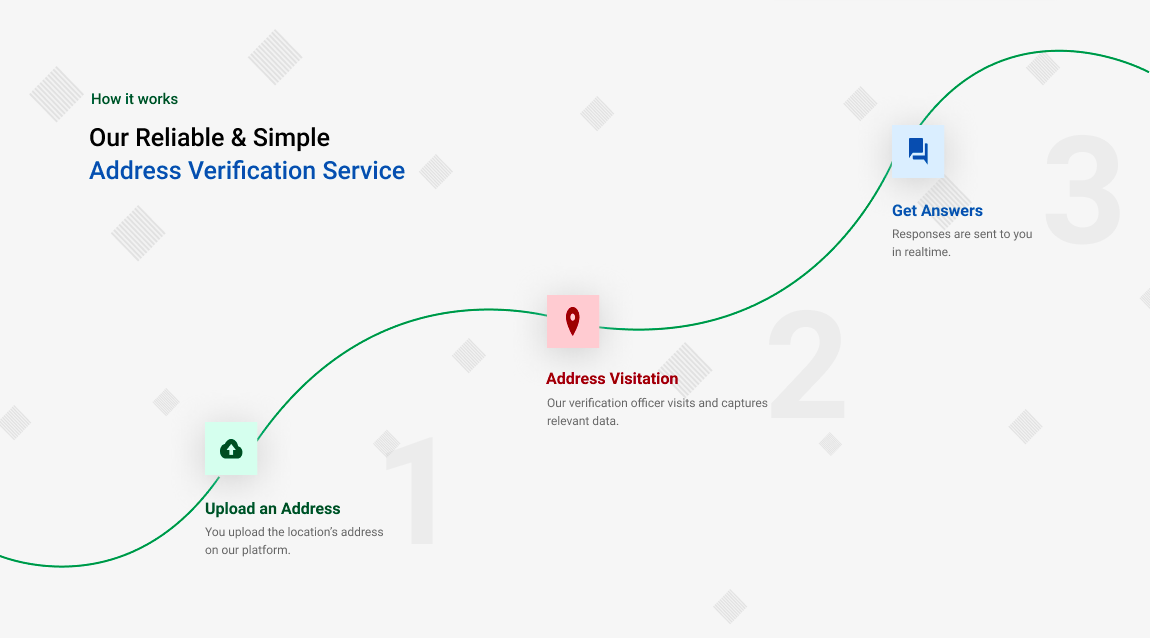 How it works
Our Reliable & Simple
Address Verification Service
1
Upload an Address
You upload the location's address
on our platform.
2
Address Visitation
Our verification officer visits and captures
relevant data.
3
Get Answers
Responses are sent to you
in realtime.